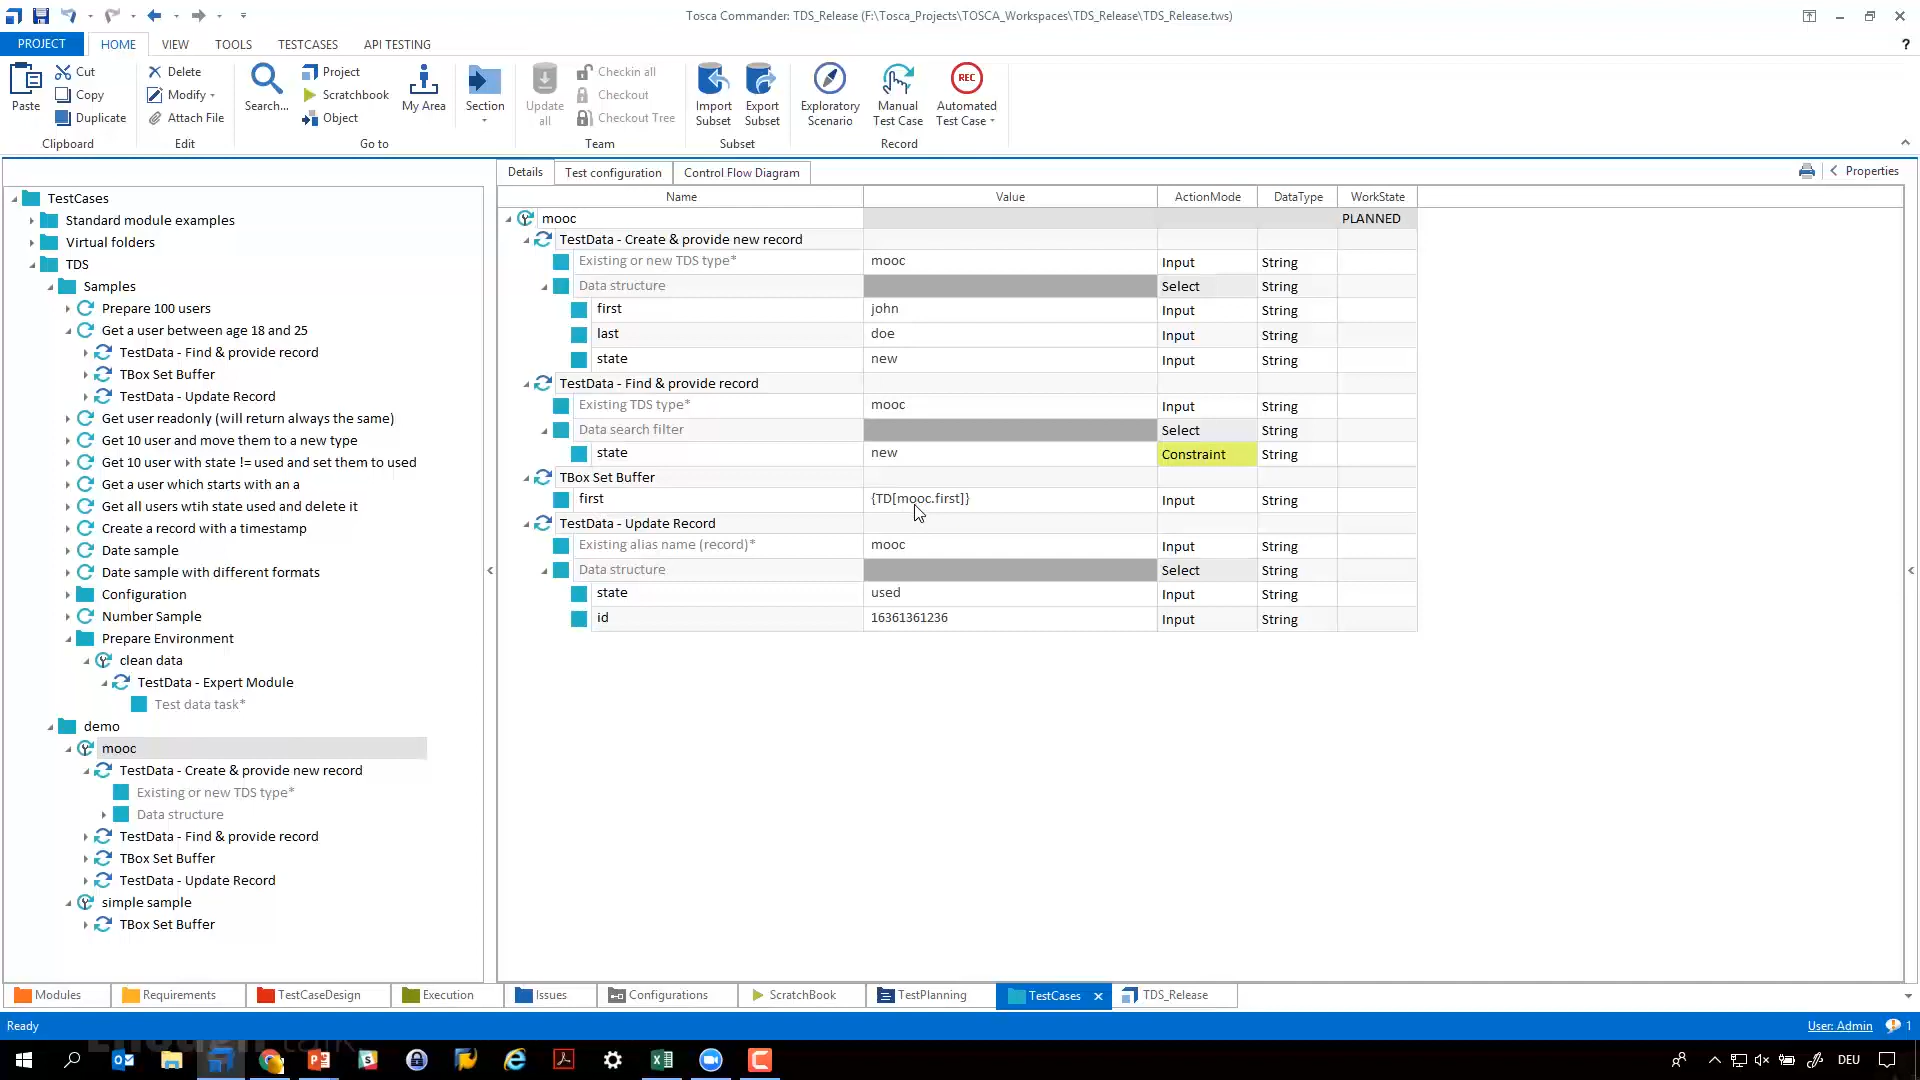 Tosca Commander: TDS_Release (F:\Tosca_Projects\TOSCA_Workspaces\TDS_Release\TDS_Release.tws)
PROJECT HOME VIEW TOOLS TESTCASES API TESTING ?
Paste Cut Copy Duplicate Clipboard
Delete Modify Attach File Edit
Search... Project Scratchbook Object My Area Go to
Section
Update all Checkin all Checkout Checkout Tree Team
Import Subset Export Subset Subset
Exploratory Scenario Manual Test Case REC Automated Test Case Record
TestCases
Standard module examples
Virtual folders
TDS
Samples
Prepare 100 users
Get a user between age 18 and 25
TestData - Find & provide record
TBox Set Buffer
TestData - Update Record
Get user readonly (will return always the same)
Get 10 user and move them to a new type
Get 10 user with state != used and set them to used
Get a user which starts with an a
Get all users wtih state used and delete it
Create a record with a timestamp
Date sample
Date sample with different formats
Configuration
Number Sample
Prepare Environment
clean data
TestData - Expert Module
Test data task*
demo
mooc
TestData - Create & provide new record
Existing or new TDS type*
Data structure
TestData - Find & provide record
TBox Set Buffer
TestData - Update Record
simple sample
TBox Set Buffer
Details Test configuration Control Flow Diagram Properties
Name Value ActionMode DataType WorkState
mooc PLANNED
TestData - Create & provide new record
Existing or new TDS type* mooc Input String
Data structure Select String
first john Input String
last doe Input String
state new Input String
TestData - Find & provide record
Existing TDS type* mooc Input String
Data search filter Select String
state new Constraint String
TBox Set Buffer
first {TD[mooc.first]} Input String
TestData - Update Record
Existing alias name (record)* mooc Input String
Data structure Select String
state used Input String
id 16361361236 Input String
Modules Requirements TestCaseDesign Execution Issues Configurations ScratchBook TestPlanning TestCases TDS_Release
Ready User: Admin 1
DEU